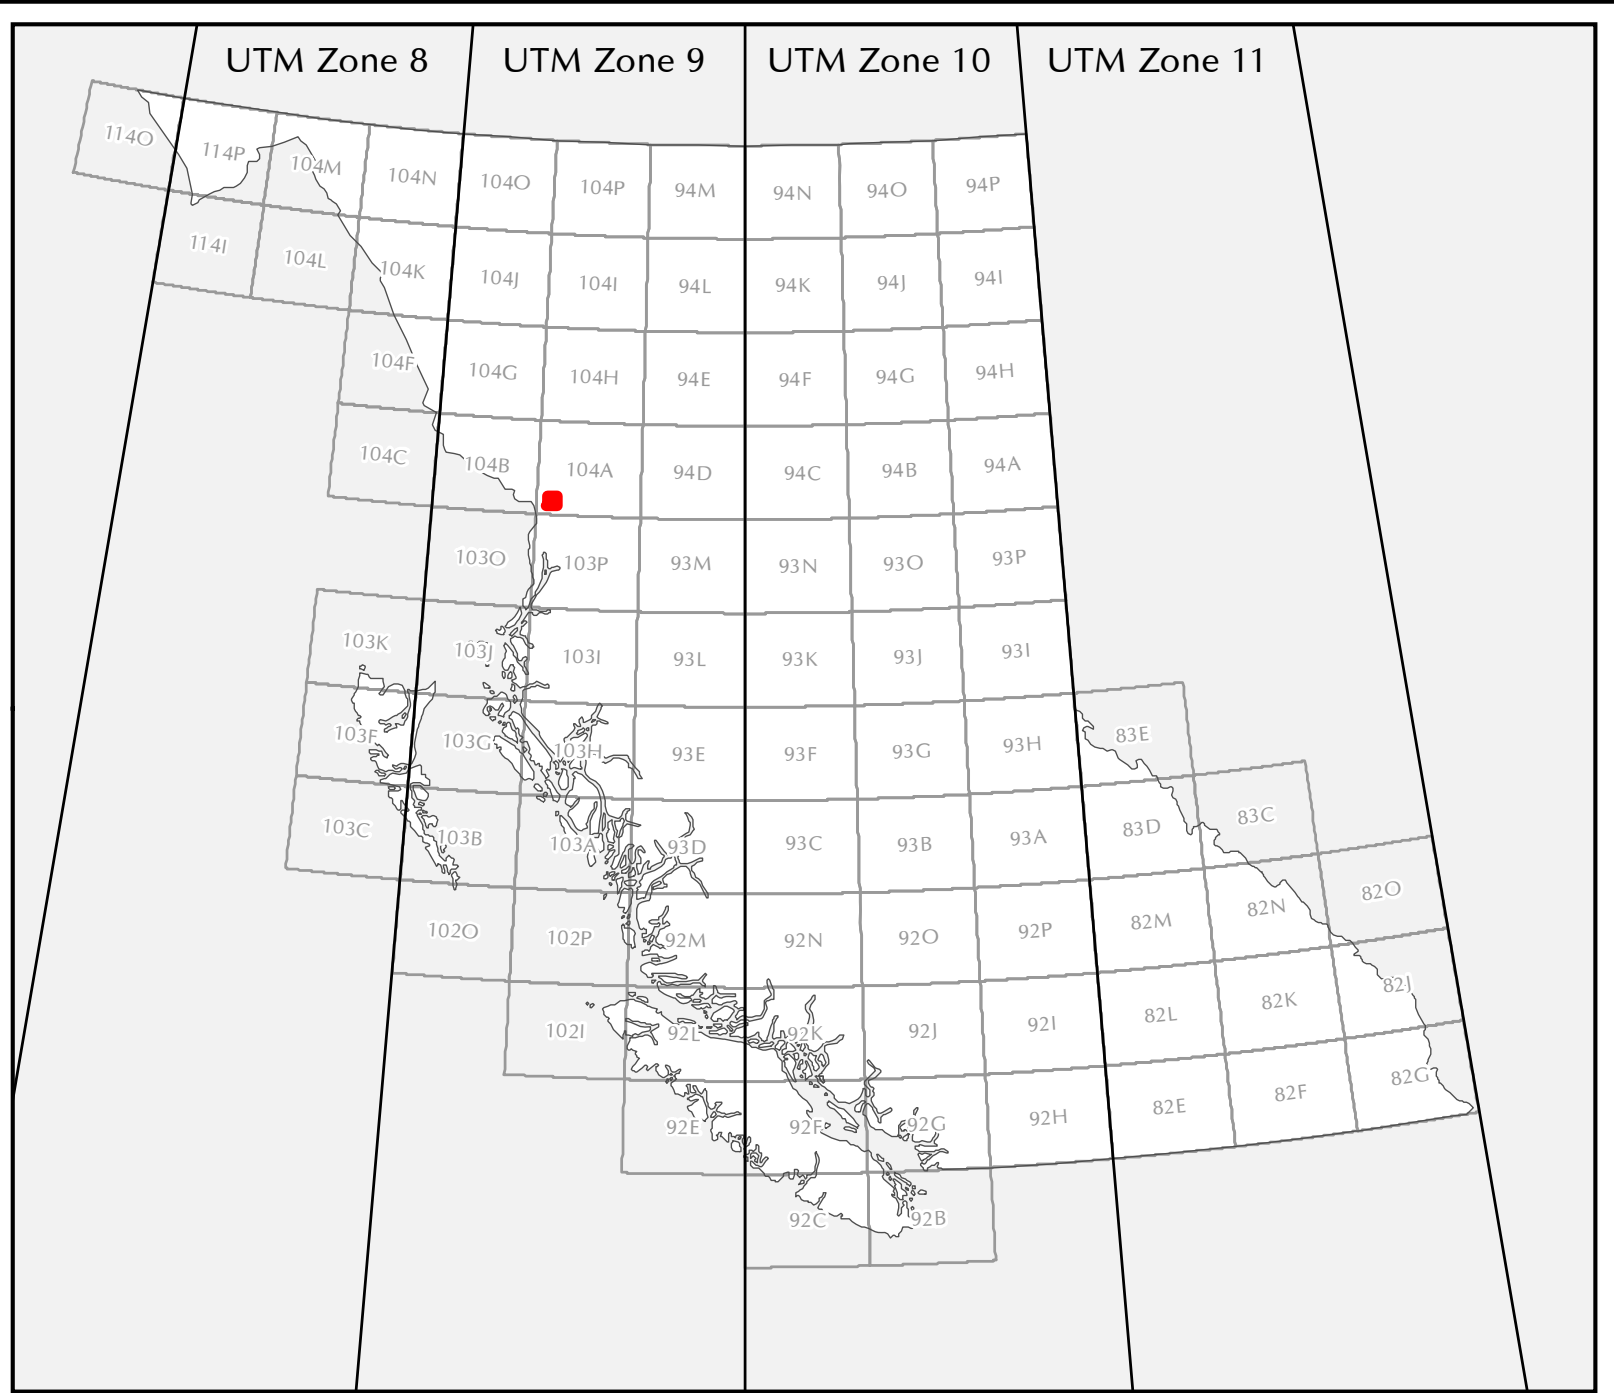 UTM Zone 8 UTM Zone 9 UTM Zone 10 UTM Zone 11
114O 114P 104M 104N 104O 104P 94M 94N 94O 94P
114I 104L 104K 104J 104I 94L 94K 94J 94I
104F 104G 104H 94E 94F 94G 94H
104C 104B 104A 94D 94C 94B 94A
103O 103P 93M 93N 93O 93P
103K 103J 103I 93L 93K 93J 93I
103F 103G 103H 93E 93F 93G 93H 83E
103C 103B 103A 93D 93C 93B 93A 83D 83C
102O 102P 92M 92N 92O 92P 82M 82N 82O
102I 92L 92K 92J 92I 82L 82K 82J
92E 92F 92G 92H 82E 82F 82G
92C 92B